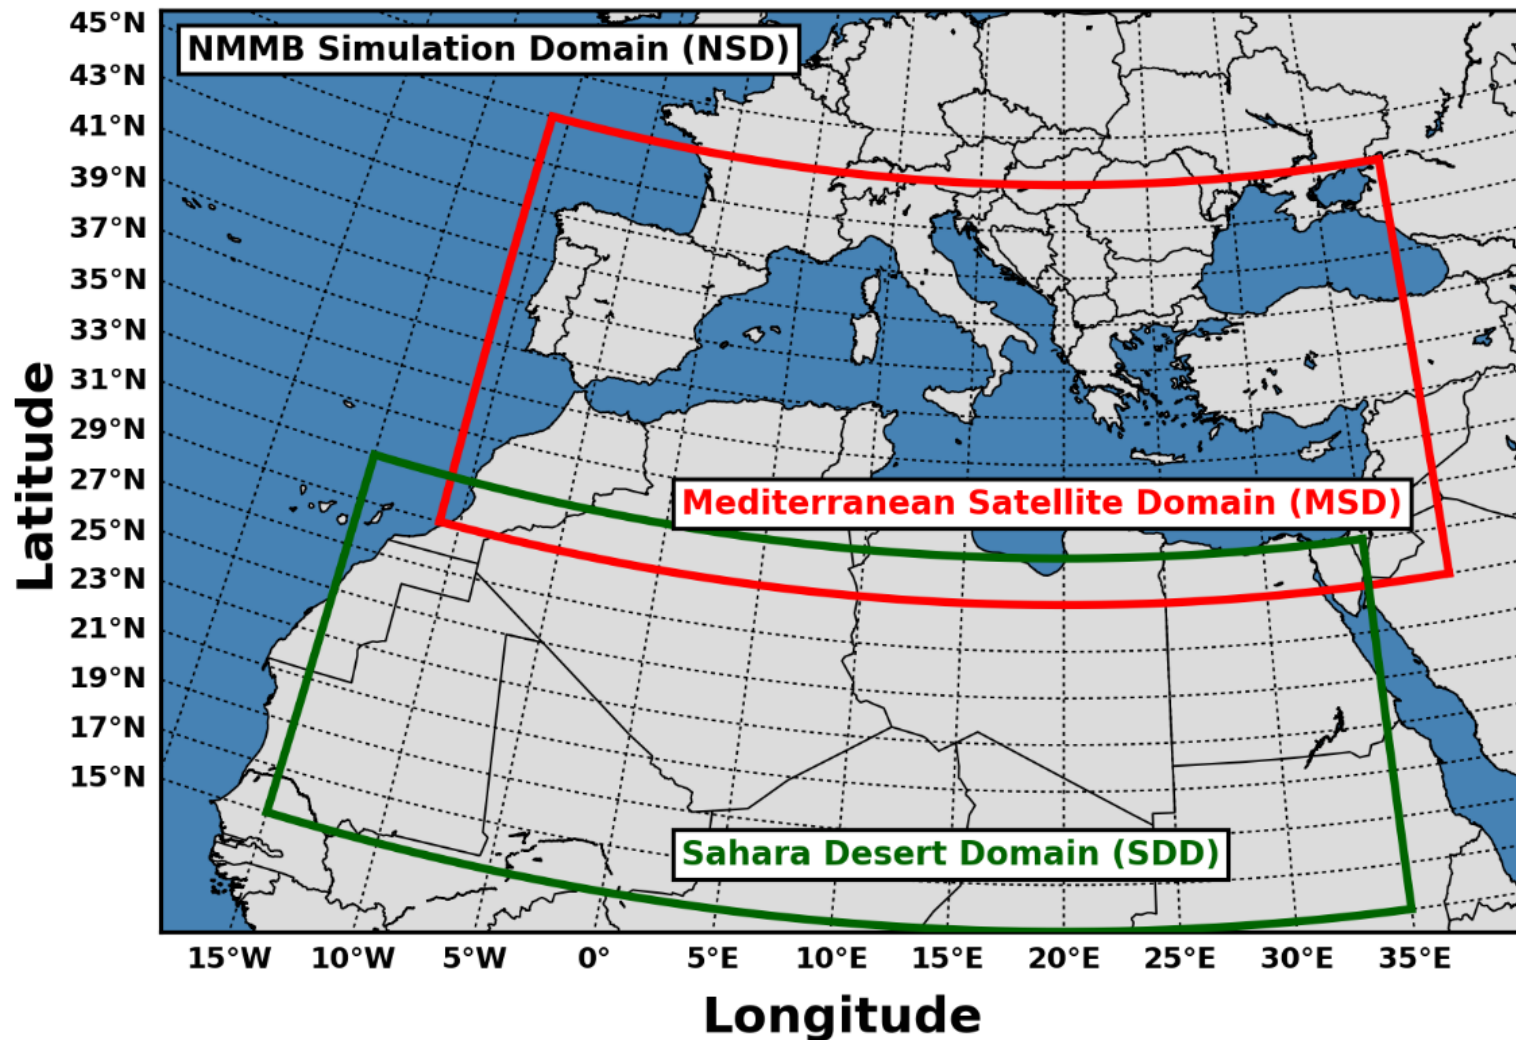 NMMB Simulation Domain (NSD)
45°N
43°N
41°N
39°N
37°N
35°N
33°N
31°N
29°N
27°N
25°N
23°N
21°N
19°N
17°N
15°N
Latitude
Mediterranean Satellite Domain (MSD)
Sahara Desert Domain (SDD)
15°W 10°W 5°W 0° 5°E 10°E 15°E 20°E 25°E 30°E 35°E
Longitude